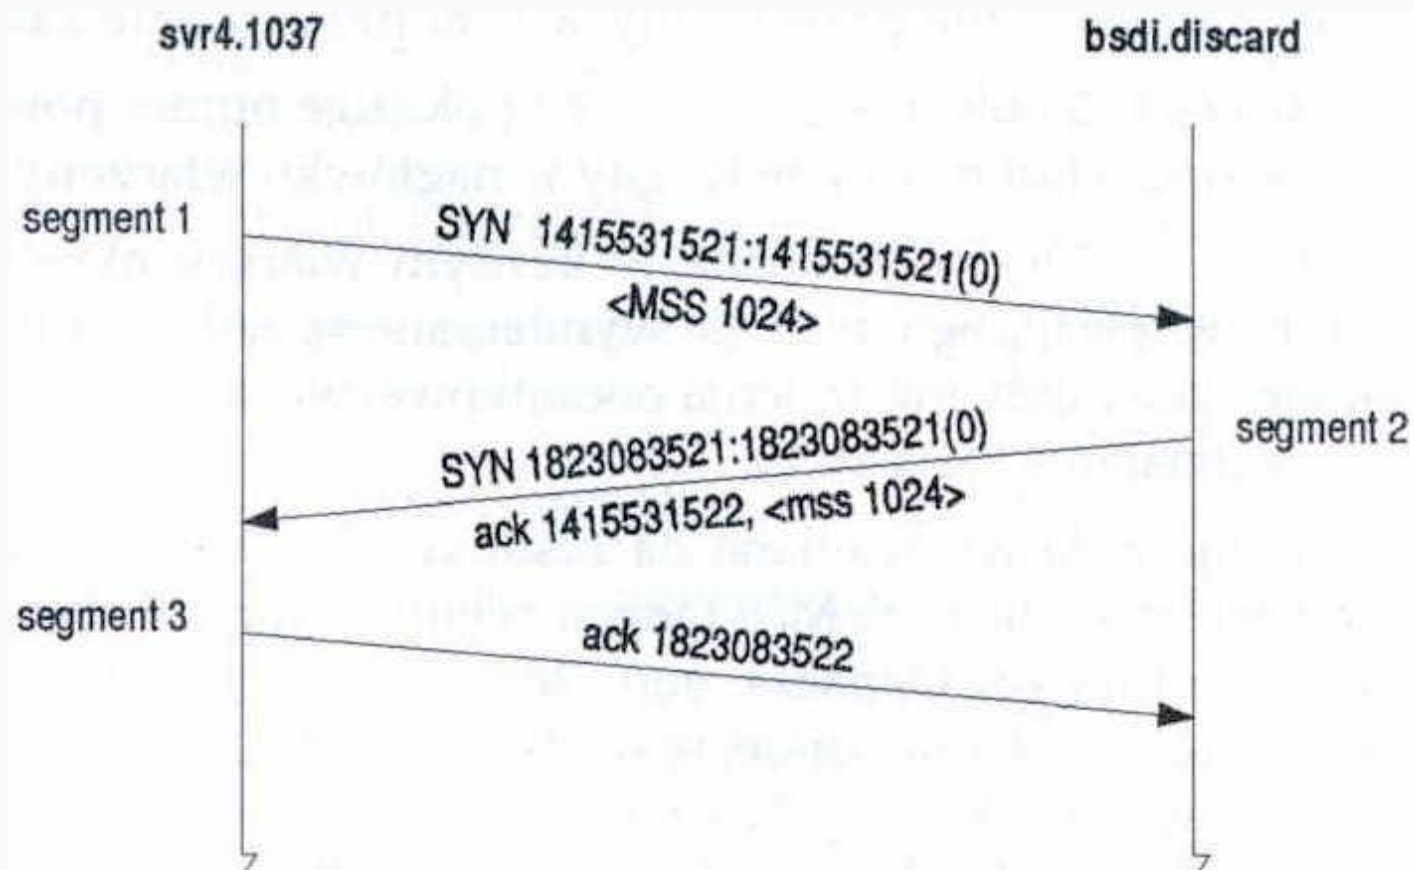 svr4.1037
bsdi.discard
segment 1
SYN 1415531521:1415531521(0)
<MSS 1024>
SYN 1823083521:1823083521(0)
segment 2
ack 1415531522, <mss 1024>
segment 3
ack 1823083522